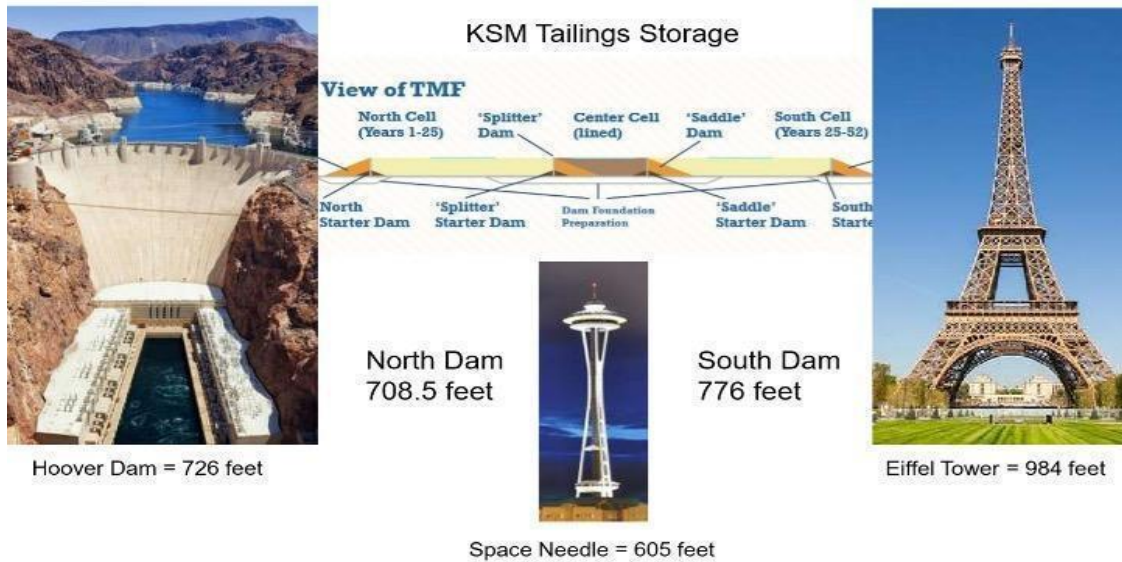 KSM Tailings Storage
View of TMF
North Cell
(Years 1-25)
'Splitter'
Dam
Center Cell
(lined)
'Saddle'
Dam
South Cell
(Years 25-52)
North
Starter Dam
'Splitter'
Starter Dam
Dam Foundation
Preparation
'Saddle'
Starter Dam
South
Starte
North Dam
708.5 feet
South Dam
776 feet
Hoover Dam = 726 feet
Eiffel Tower = 984 feet
Space Needle = 605 feet